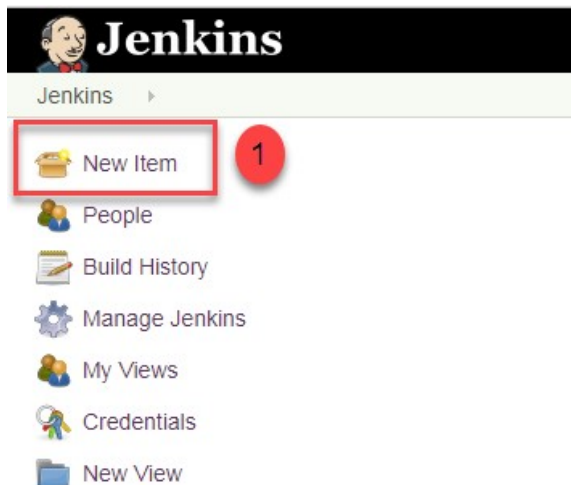 Jenkins
Jenkins
New Item
1
People
Build History
Manage Jenkins
My Views
Credentials
New View